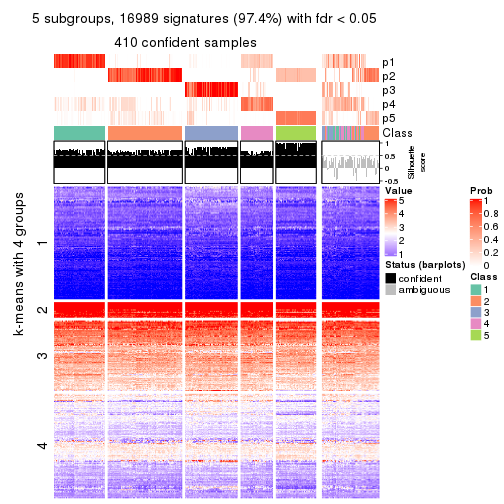 5 subgroups, 16989 signatures (97.4%) with fdr < 0.05
410 confident samples
p1
p2
p3
p4
p5
Class
1
0.5
0
-0.5
Silhouette
score
k-means with 4 groups
1
2
3
4
Value
5
4
3
2
1
Status (barplots)
confident
ambiguous
Prob
1
0.8
0.6
0.4
0.2
0
Class
1
2
3
4
5